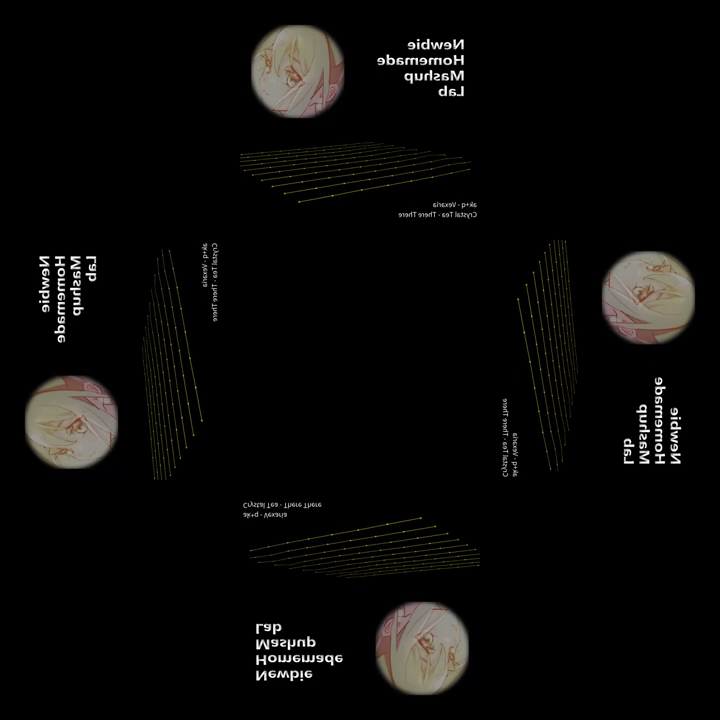 Newbie
Homemade
Mashup
Lab
ak+q - Vexaria
Crystal Tea - There There
Newbie
Homemade
Mashup
Lab
ak+q - Vexaria
Crystal Tea - There There
Newbie
Homemade
Mashup
Lab
ak+q - Vexaria
Crystal Tea - There There
Newbie
Homemade
Mashup
Lab
ak+q - Vexaria
Crystal Tea - There There